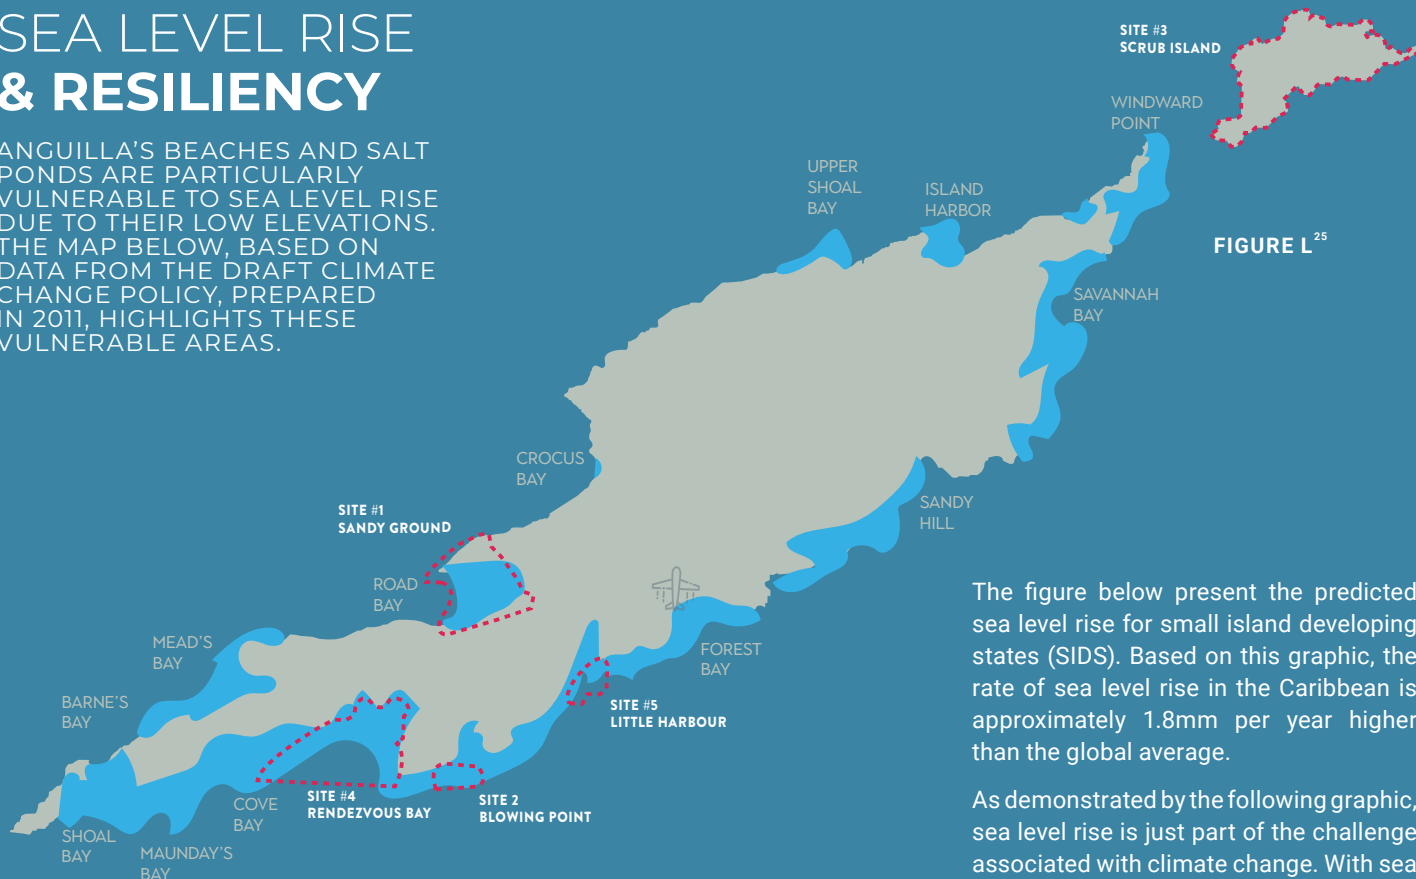 SEA LEVEL RISE
& RESILIENCY
ANGUILLA'S BEACHES AND SALT
PONDS ARE PARTICULARLY
VULNERABLE TO SEA LEVEL RISE
DUE TO THEIR LOW ELEVATIONS.
THE MAP BELOW, BASED ON
DATA FROM THE DRAFT CLIMATE
CHANGE POLICY, PREPARED
IN 2011, HIGHLIGHTS THESE
VULNERABLE AREAS.
SITE #3
SCRUB ISLAND
WINDWARD
POINT
UPPER
SHOAL
BAY
ISLAND
HARBOR
FIGURE L25
SAVANNAH
BAY
CROCUS
BAY
SANDY
HILL
SITE #1
SANDY GROUND
ROAD
BAY
MEAD'S
BAY
FOREST
BAY
BARNE'S
BAY
SITE #5
LITTLE HARBOUR
SITE #4
RENDEZVOUS BAY
SITE 2
BLOWING POINT
COVE
BAY
SHOAL
BAY
MAUNDAY'S
BAY
The figure below present the predicted
sea level rise for small island developing
states (SIDS). Based on this graphic, the
rate of sea level rise in the Caribbean is
approximately 1.8mm per year higher
than the global average.
As demonstrated by the following graphic,
sea level rise is just part of the challenge
associated with climate change. With sea